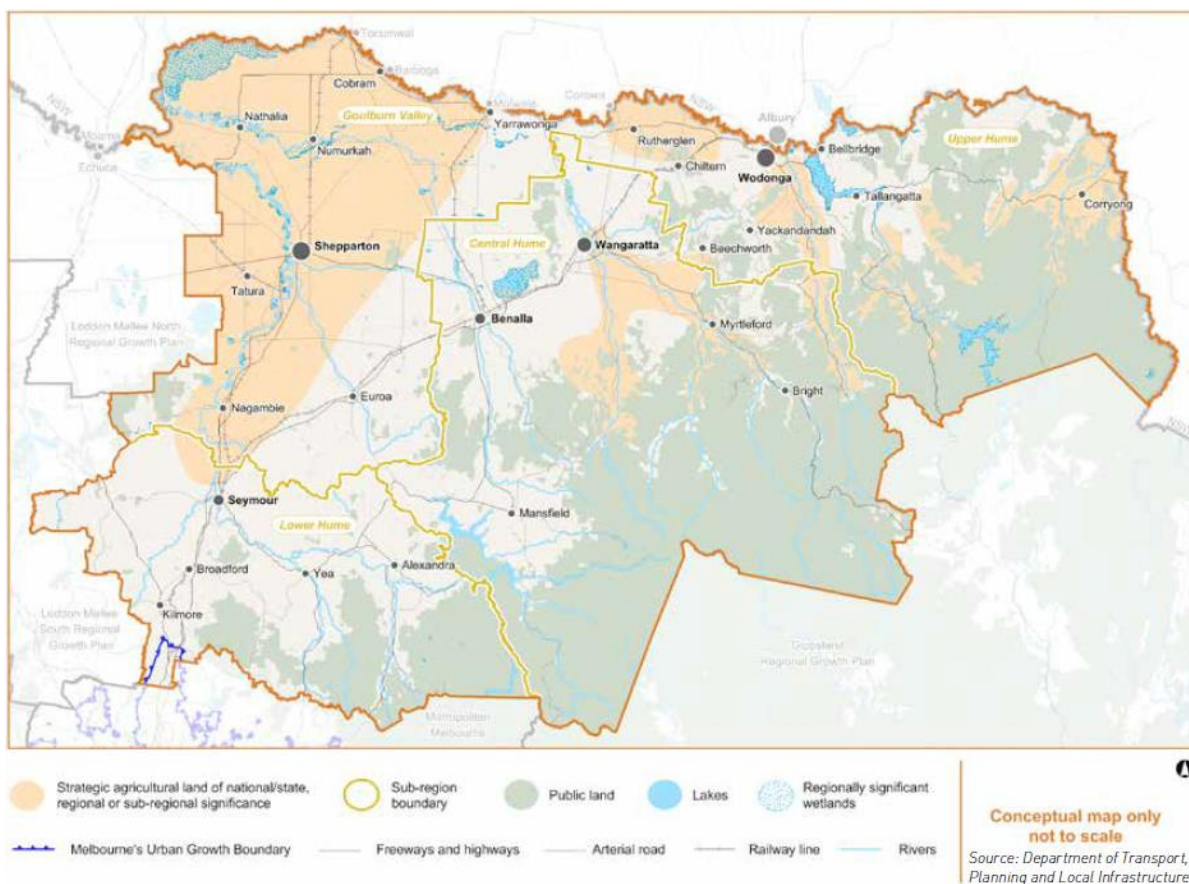 Tocumwal
Cobram
Barooga
NSW
Goulburn Valley
Mulwala
Corowa
NSW
Nathalia
Yarrawonga
Rutherglen
Albury
Bellbridge
Upper Hume
Moama
Echuca
Numurkah
Chiltern
Wodonga
Tallangatta
Corryong
Shepparton
Central Hume
Wangaratta
Yackandandah
Beechworth
Tatura
Loddon Mallee North
Regional Growth Plan
Benalla
Myrtleford
Nagambie
Euroa
Bright
NSW
Seymour
Mansfield
Lower Hume
Broadford
Yea
Alexandra
Loddon Mallee
South Regional
Growth Plan
Kilmore
Gippsland
Regional Growth Plan
Metropolitan
Melbourne
Strategic agricultural land of national/state,
regional or sub-regional significance
Sub-region
boundary
Public land
Lakes
Regionally significant
wetlands
Melbourne's Urban Growth Boundary
Freeways and highways
Arterial road
Railway line
Rivers
Conceptual map only
not to scale
Source: Department of Transport,
Planning and Local Infrastructure